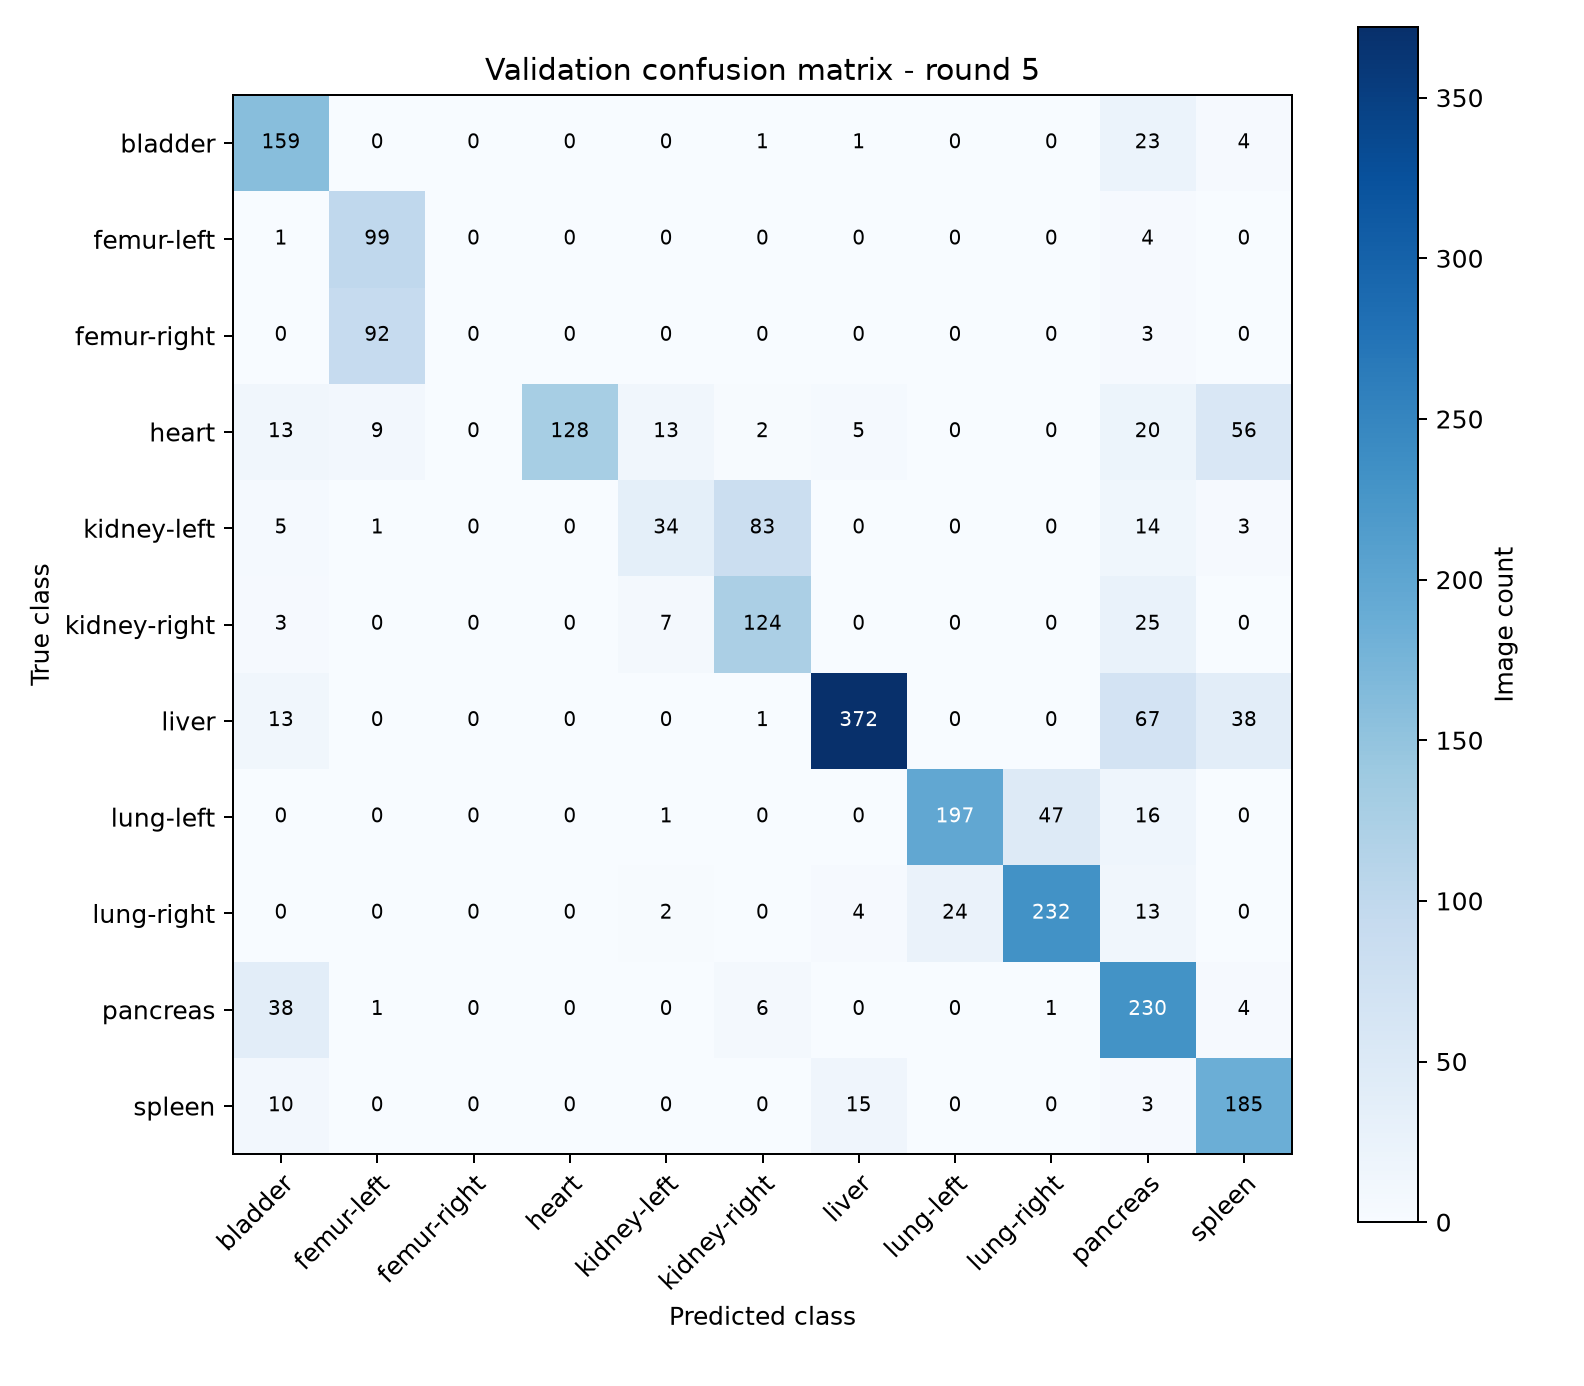 Validation confusion matrix - round 5
bladder 159 0 0 0 0 1 1 0 0 23 4
femur-left 1 99 0 0 0 0 0 0 0 4 0
femur-right 0 92 0 0 0 0 0 0 0 3 0
heart 13 9 0 128 13 2 5 0 0 20 56
kidney-left 5 1 0 0 34 83 0 0 0 14 3
kidney-right 3 0 0 0 7 124 0 0 0 25 0
liver 13 0 0 0 0 1 372 0 0 67 38
lung-left 0 0 0 0 1 0 0 197 47 16 0
lung-right 0 0 0 0 2 0 4 24 232 13 0
pancreas 38 1 0 0 0 6 0 0 1 230 4
spleen 10 0 0 0 0 0 15 0 0 3 185
bladder femur-left femur-right heart kidney-left kidney-right liver lung-left lung-right pancreas spleen
Predicted class
True class
350
300
250
200
150
100
50
0
Image count